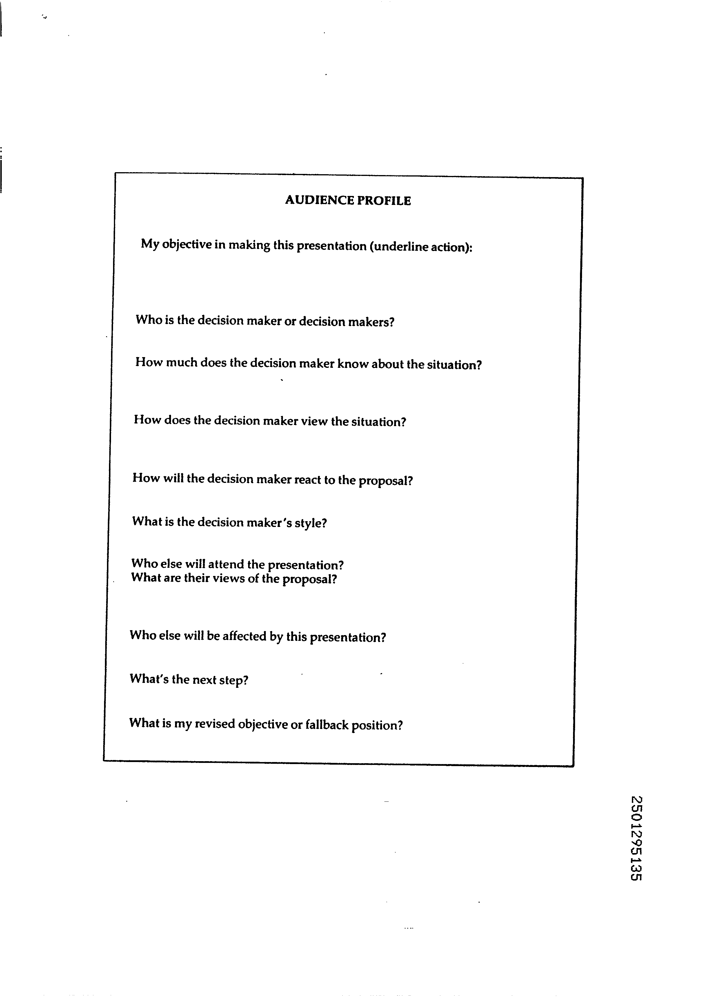 AUDIENCE PROFILE
My objective in making this presentation (underline action):
Who is the decision maker or decision makers?
How much does the decision maker know about the situation?
How does the decision maker view the situation?
How will the decision maker react to the proposal?
What is the decision maker's style?
Who else will attend the presentation?
What are their views of the proposal?
Who else will be affected by this presentation?
What's the next step?
What is my revised objective or fallback position?
2501295135